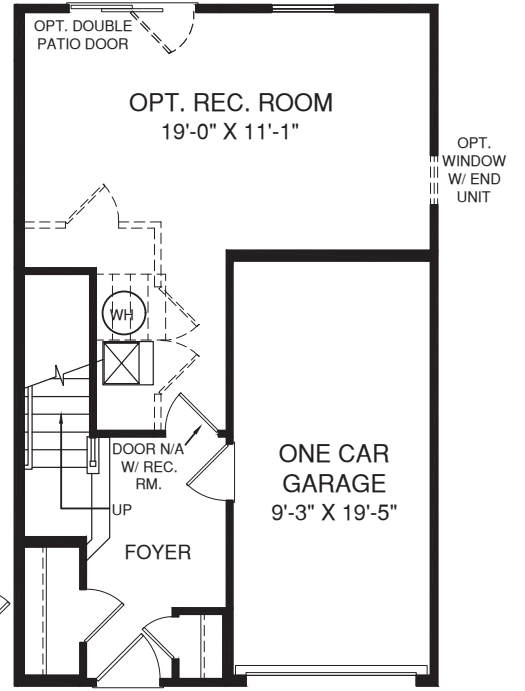 OPT. DOUBLE
PATIO DOOR
OPT. REC. ROOM
19'-0" X 11'-1"
OPT.
WINDOW
W/ END
UNIT
WH
DOOR N/A
W/ REC.
RM.
UP
FOYER
ONE CAR
GARAGE
9'-3" X 19'-5"